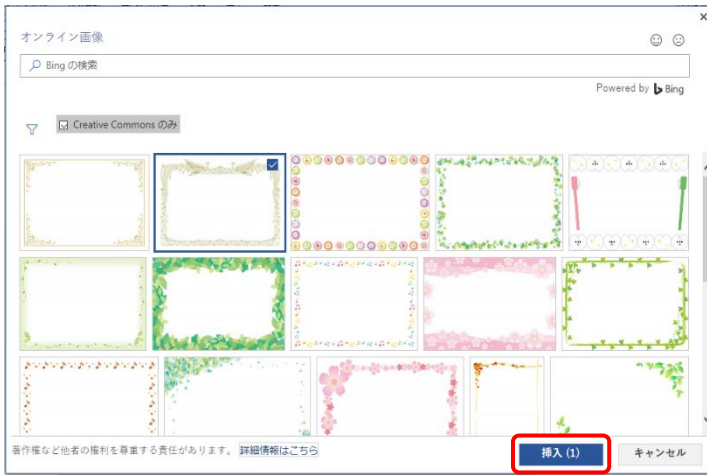 オンライン画像
Bing の検索
Powered by Bing
Creative Commons のみ
著作権など他者の権利を尊重する責任があります。 詳細情報はこちら
挿入 (1)
キャンセル